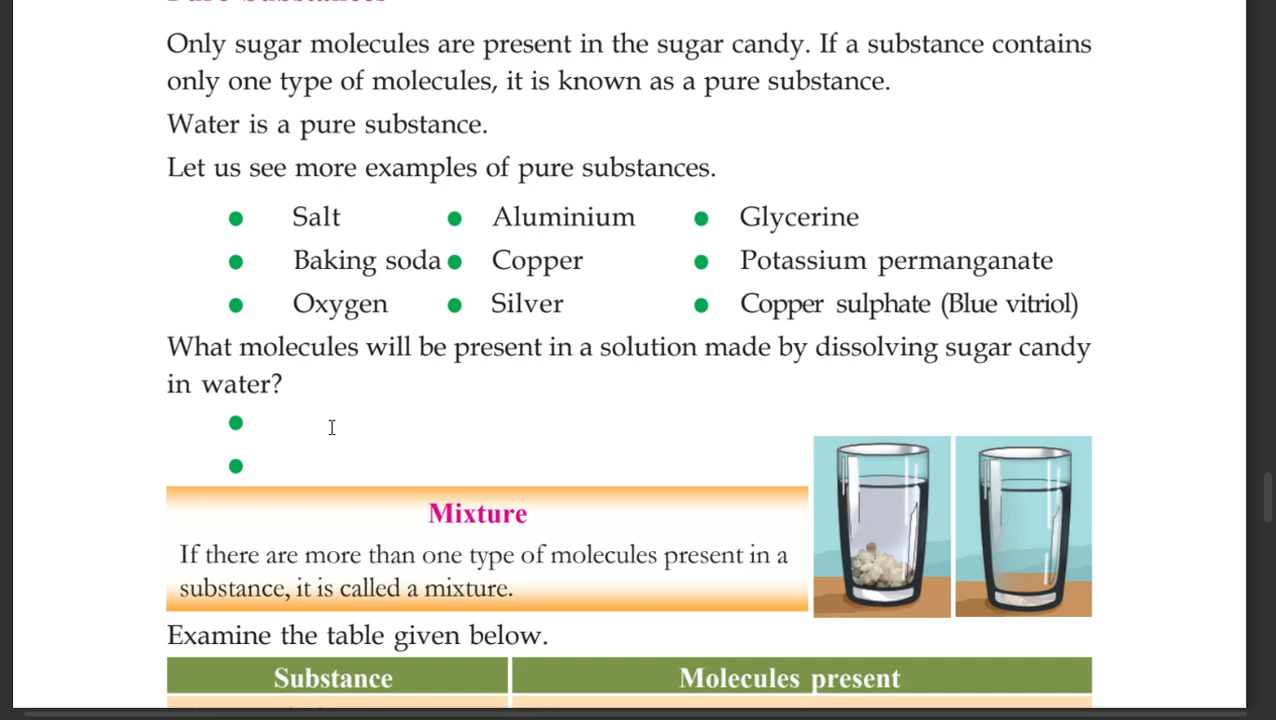 Pure Substances
Only sugar molecules are present in the sugar candy. If a substance contains
only one type of molecules, it is known as a pure substance.
Water is a pure substance.
Let us see more examples of pure substances.
● Salt ● Aluminium ● Glycerine
● Baking soda ● Copper ● Potassium permanganate
● Oxygen ● Silver ● Copper sulphate (Blue vitriol)
What molecules will be present in a solution made by dissolving sugar candy
in water?
●
●
Mixture
If there are more than one type of molecules present in a
substance, it is called a mixture.
Examine the table given below.
Substance Molecules present